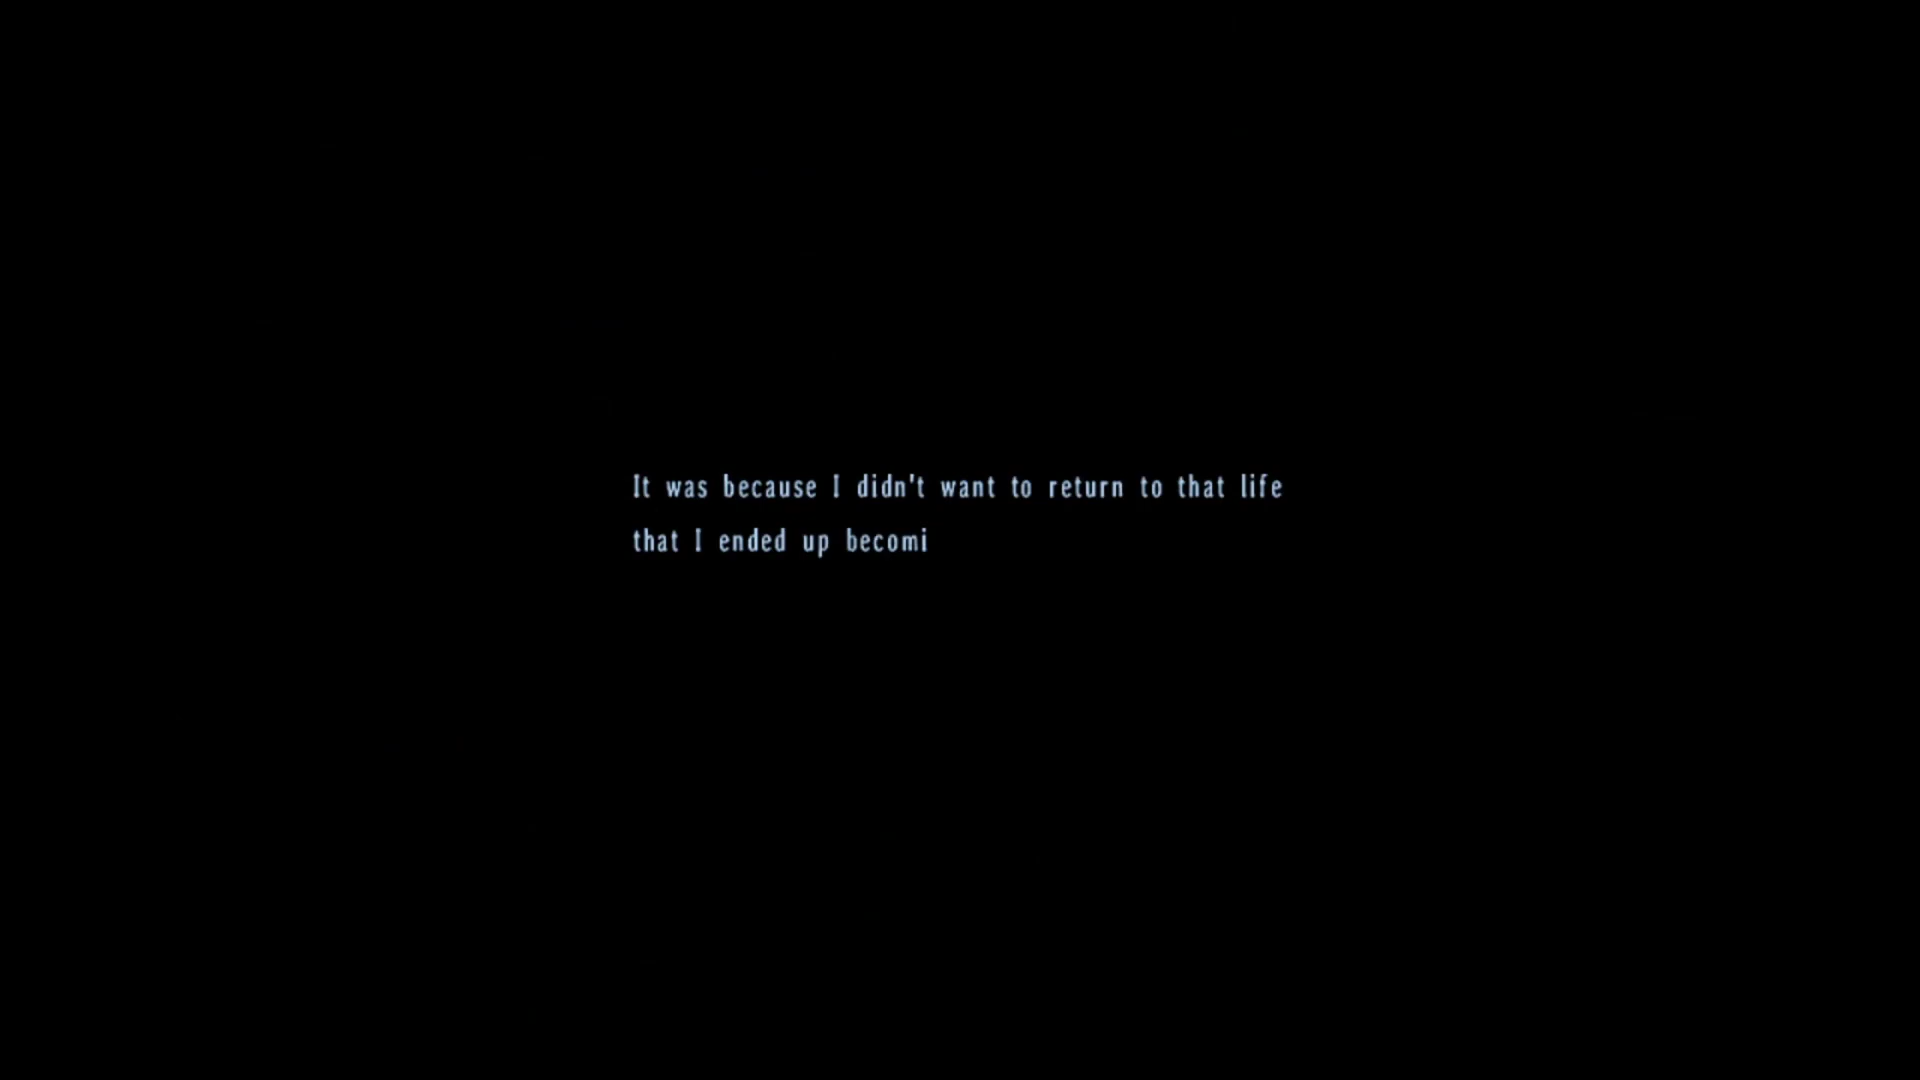 It was because I didn't want to return to that life
that I ended up becomi